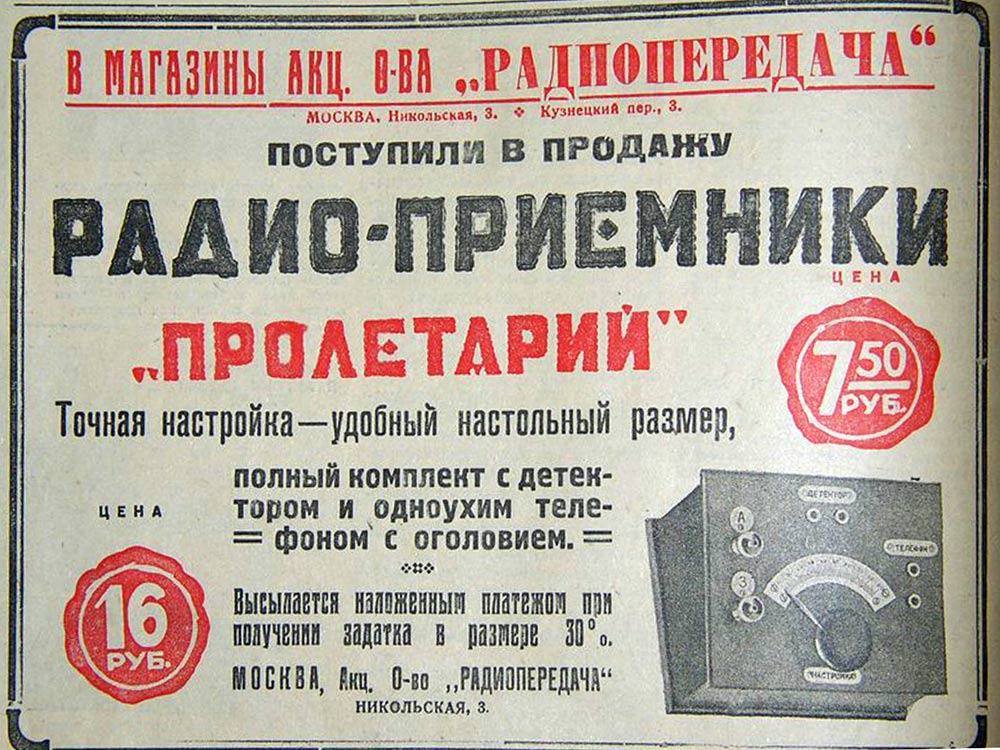 В МАГАЗИНЫ АКЦ. О-ВА „РАДИОПЕРЕДАЧА“
МОСКВА, Никольская, 3. Кузнецкий пер., 3.
ПОСТУПИЛИ В ПРОДАЖУ
РАДИО-ПРИЕМНИКИ
„ПРОЛЕТАРИЙ”
ЦЕНА
7 50
РУБ.
Точная настройка—удобный настольный размер,
ПОЛНЫЙ КОМПЛЕКТ С ДЕТЕК-
ТОРОМ И ОДНОУХИМ ТЕЛЕ-
= ФОНОМ С ОГОЛОВИЕМ. =
ЦЕНА
16
РУБ.
Высылается наложенным платежом при
получении задатка в размере 30%.
МОСКВА, Акц. О-во „РАДИОПЕРЕДАЧА“
НИКОЛЬСКАЯ, 3.
ДЕТЕКТОР
А
ТЕЛЕФОН
З
НАСТРОЙКА